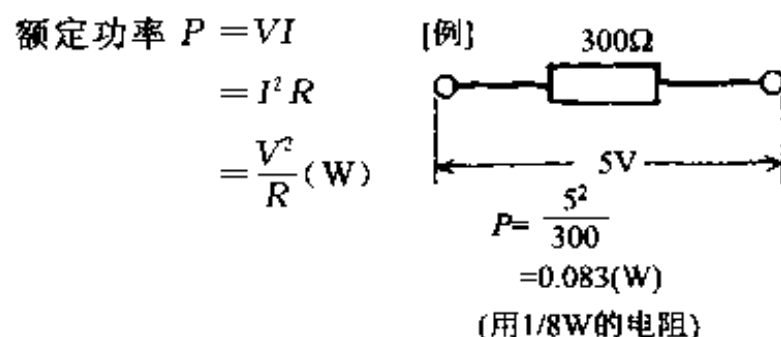 额定功率 P = VI
= I² R
= V²/R (W)
[例]
300Ω
5V
P= 5²/300
=0.083(W)
(用1/8W的电阻)